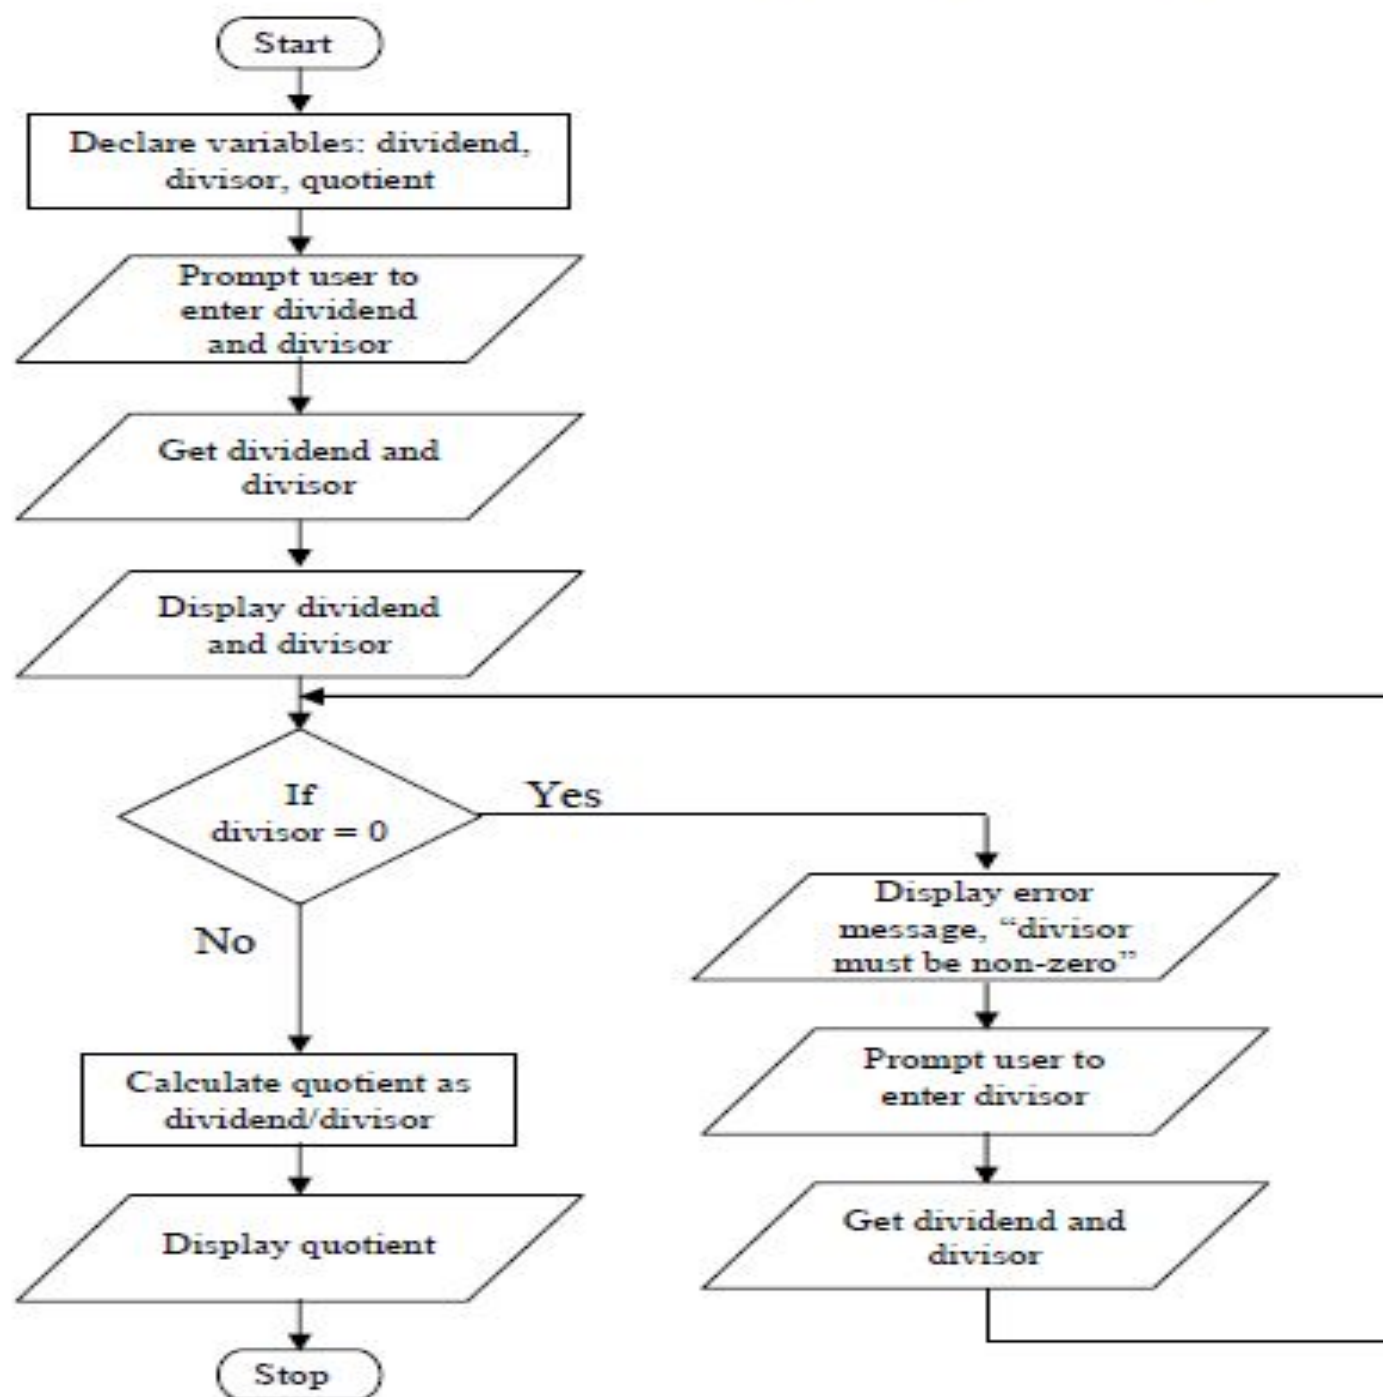 Start
Declare variables: dividend,
divisor, quotient
Prompt user to
enter dividend
and divisor
Get dividend and
divisor
Display dividend
and divisor
If
divisor = 0
Yes
No
Display error
message, “divisor
must be non-zero”
Prompt user to
enter divisor
Get dividend and
divisor
Calculate quotient as
dividend/divisor
Display quotient
Stop